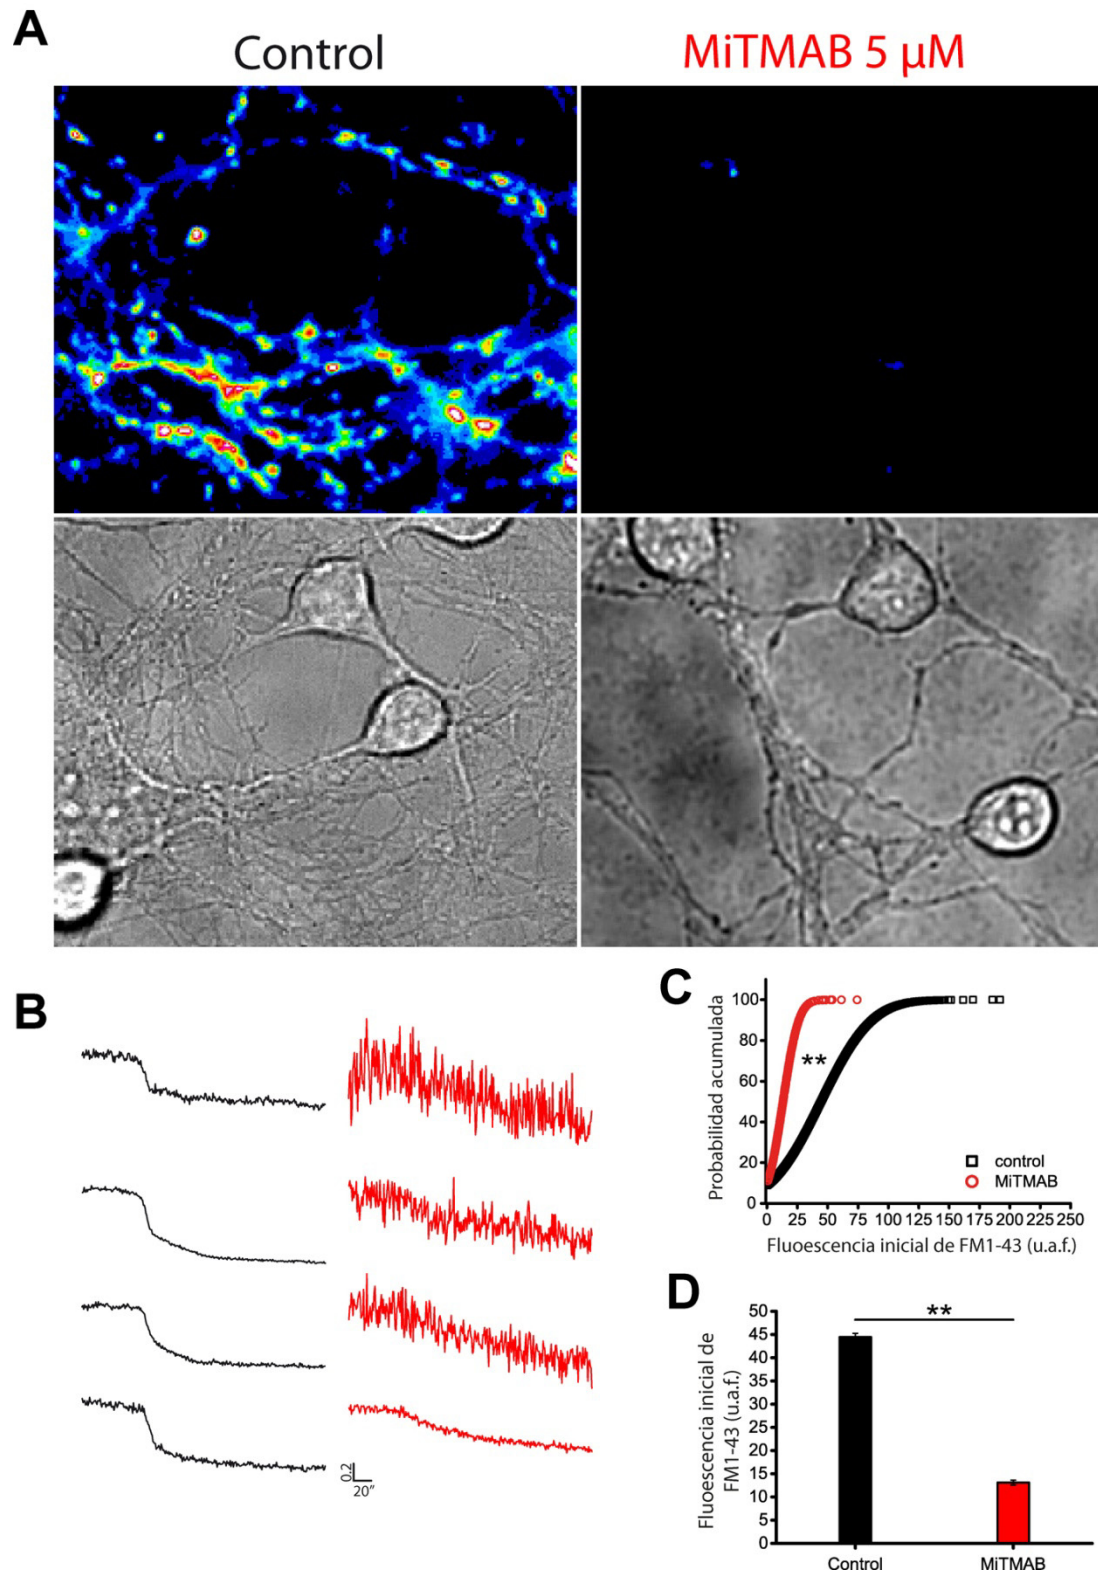 A
Control
MiTMAB 5 µM
B
0.2
20"
C
Probabilidad acumulada
100
80
60
40
20
0
**
control
MiTMAB
0 25 50 75 100 125 150 175 200 225 250
Fluoescencia inicial de FM1-43 (u.a.f.)
D
Fluoescencia inicial de
FM1-43 (u.a.f.)
50
45
40
35
30
25
20
15
10
5
0
**
Control
MiTMAB